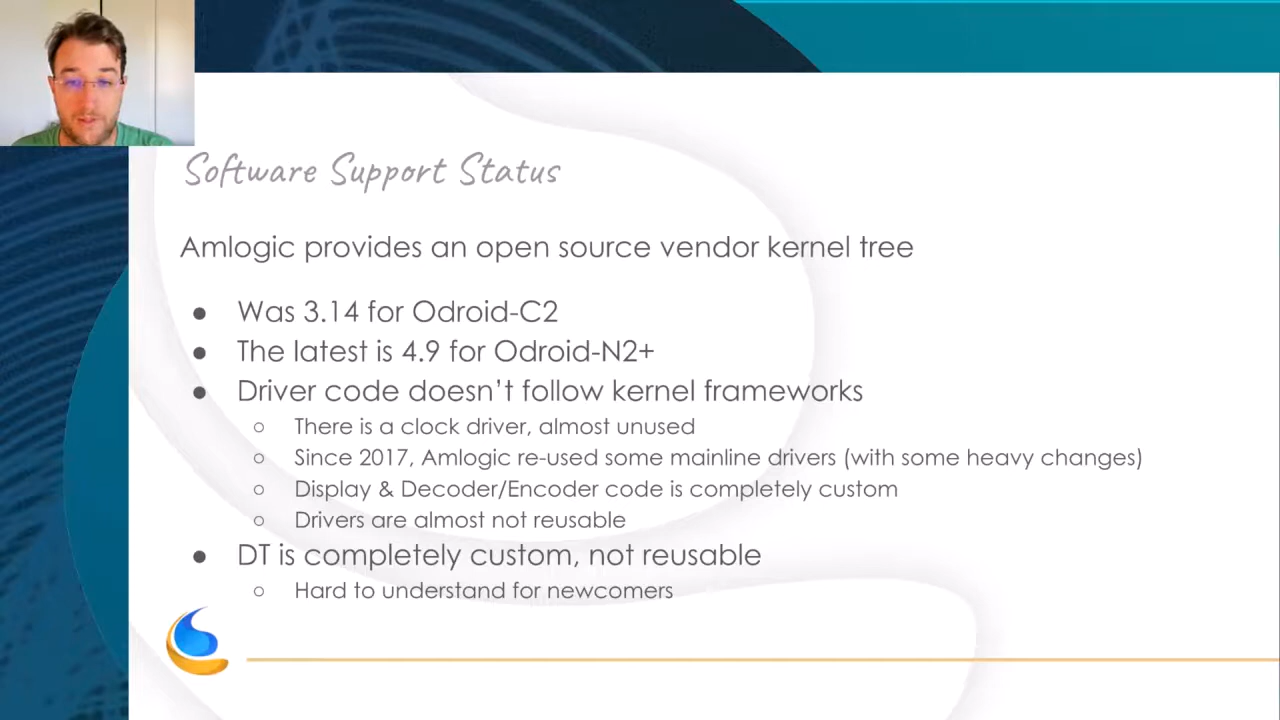 Software Support Status
Amlogic provides an open source vendor kernel tree
● Was 3.14 for Odroid-C2
● The latest is 4.9 for Odroid-N2+
● Driver code doesn't follow kernel frameworks
○ There is a clock driver, almost unused
○ Since 2017, Amlogic re-used some mainline drivers (with some heavy changes)
○ Display & Decoder/Encoder code is completely custom
○ Drivers are almost not reusable
● DT is completely custom, not reusable
○ Hard to understand for newcomers